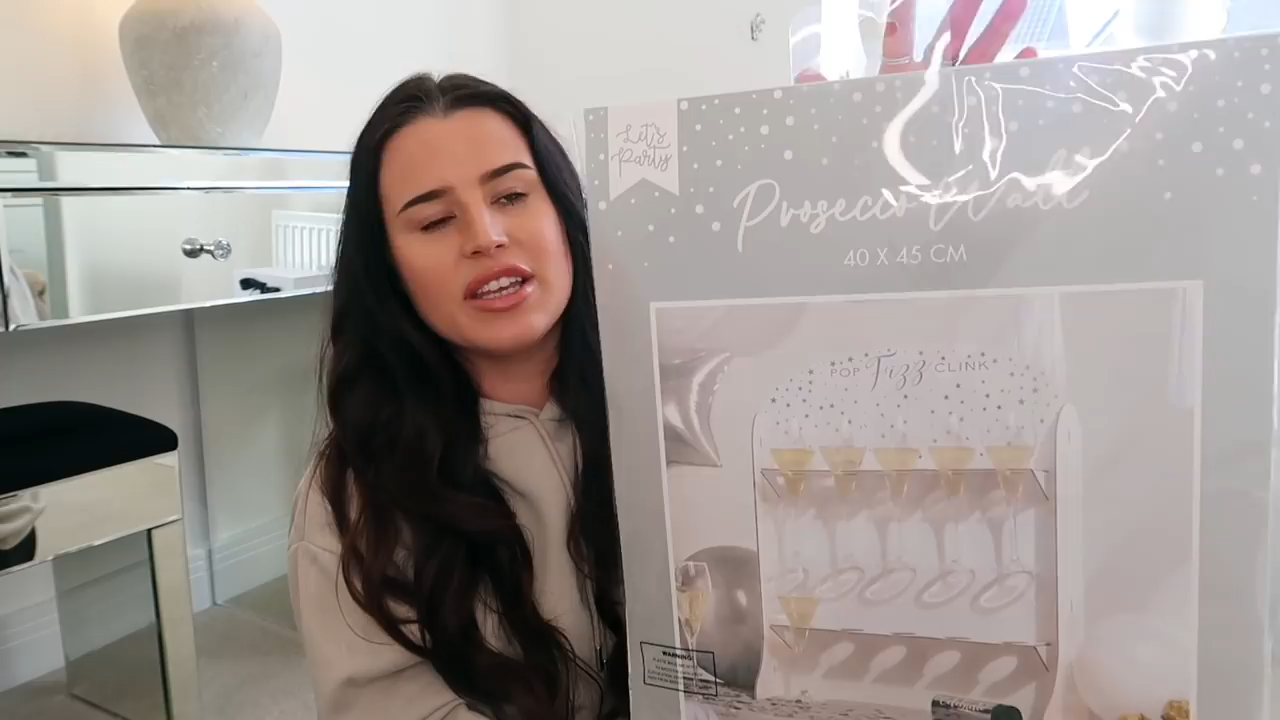 Let's
Party
Prosecco Wall
40 X 45 CM
POP Fizz CLINK
WARNING!